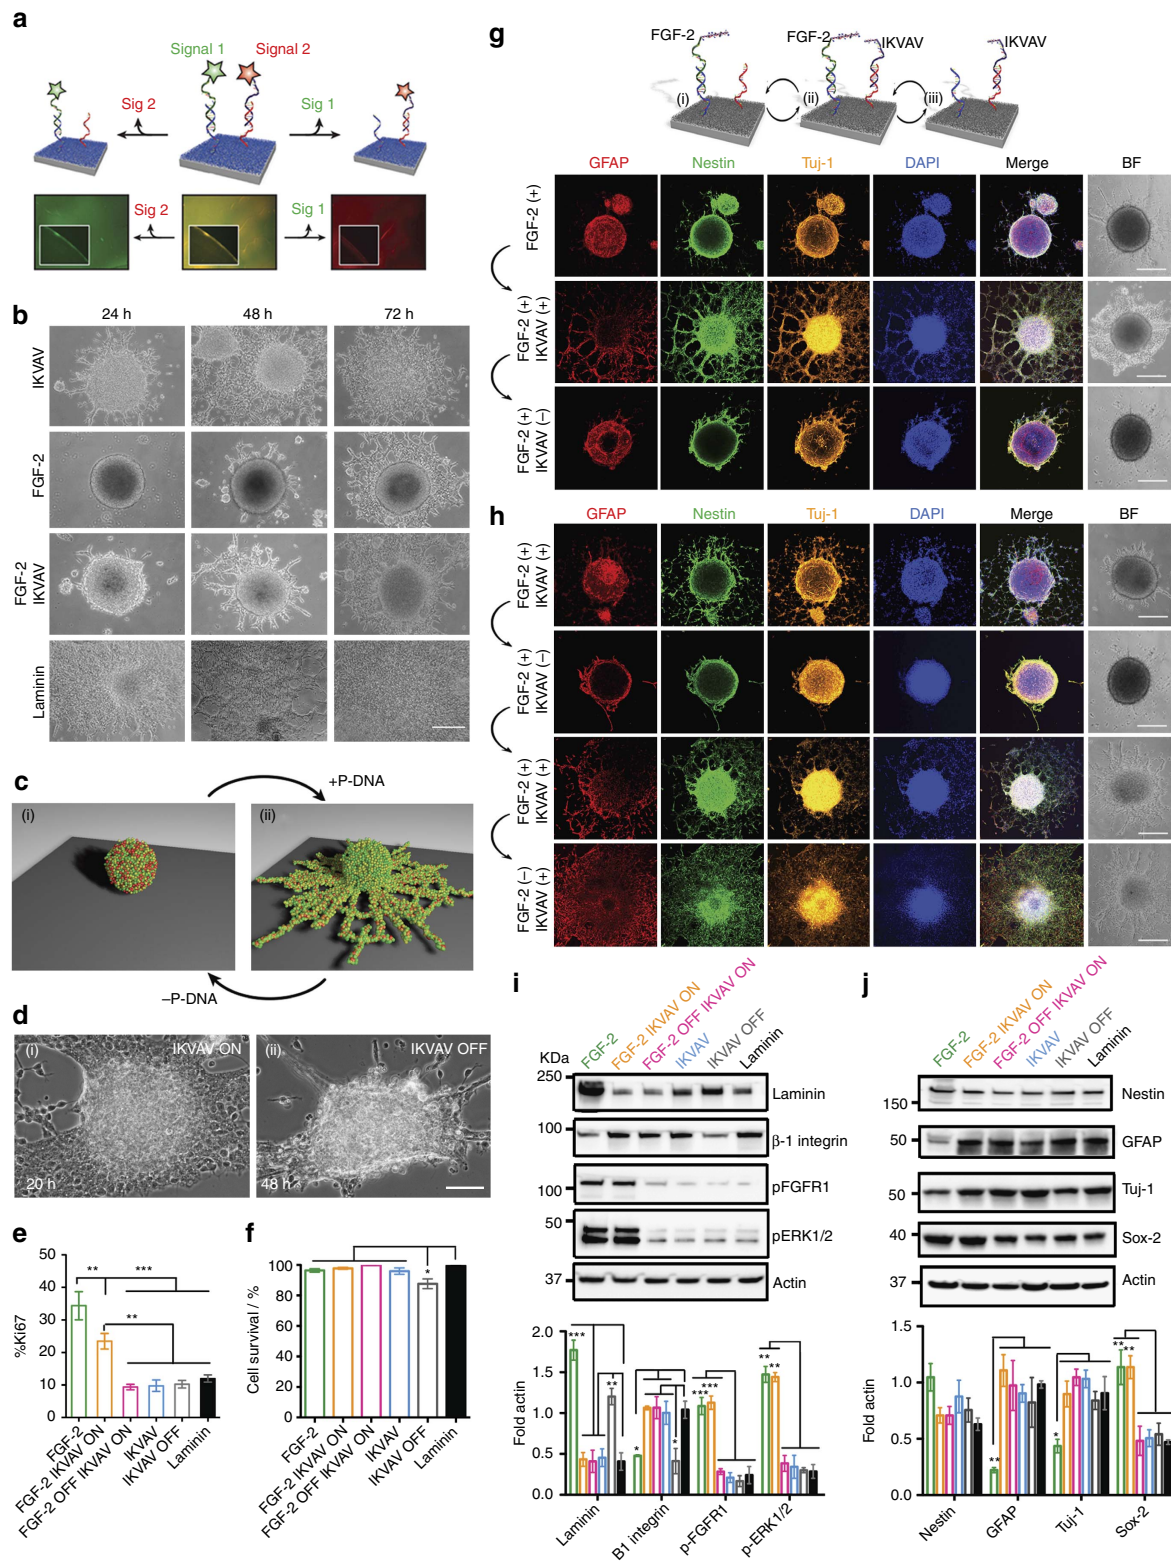 a
Signal 1
Signal 2
Sig 2
Sig 1
Sig 2
Sig 1
b
24 h
48 h
72 h
IKVAV
FGF-2
FGF-2
IKVAV
Laminin
c
+P-DNA
(i)
(ii)
–P-DNA
d
(i)
IKVAV ON
20 h
(ii)
IKVAV OFF
48 h
e
%Ki67
50
40
30
20
10
0
**
***
**
FGF-2
FGF-2 IKVAV ON
FGF-2 OFF IKVAV ON
IKVAV
IKVAV OFF
Laminin
f
Cell survival / %
100
80
60
40
20
0
*
FGF-2
FGF-2 IKVAV ON
FGF-2 OFF IKVAV ON
IKVAV
IKVAV OFF
Laminin
g
FGF-2
FGF-2
IKVAV
IKVAV
(i)
(ii)
(iii)
GFAP
Nestin
Tuj-1
DAPI
Merge
BF
FGF-2 (+)
FGF-2 (+)
IKVAV (+)
FGF-2 (+)
IKVAV (–)
h
GFAP
Nestin
Tuj-1
DAPI
Merge
BF
FGF-2 (+)
IKVAV (+)
FGF-2 (+)
IKVAV (–)
FGF-2 (+)
IKVAV (+)
FGF-2 (–)
IKVAV (+)
i
FGF-2
FGF-2 IKVAV ON
FGF-2 OFF IKVAV ON
IKVAV
IKVAV OFF
Laminin
KDa
250
Laminin
100
β-1 integrin
100
pFGFR1
50
pERK1/2
37
Actin
Fold actin
2.0
1.5
1.0
0.5
0.0
***
**
*
*
***
***
**
**
Laminin
B1 integrin
p-FGFR1
p-ERK1/2
j
FGF-2
FGF-2 IKVAV ON
FGF-2 OFF IKVAV ON
IKVAV
IKVAV OFF
Laminin
150
Nestin
50
GFAP
50
Tuj-1
40
Sox-2
37
Actin
Fold actin
1.5
1.0
0.5
0.0
**
*
**
**
Nestin
GFAP
Tuj-1
Sox-2